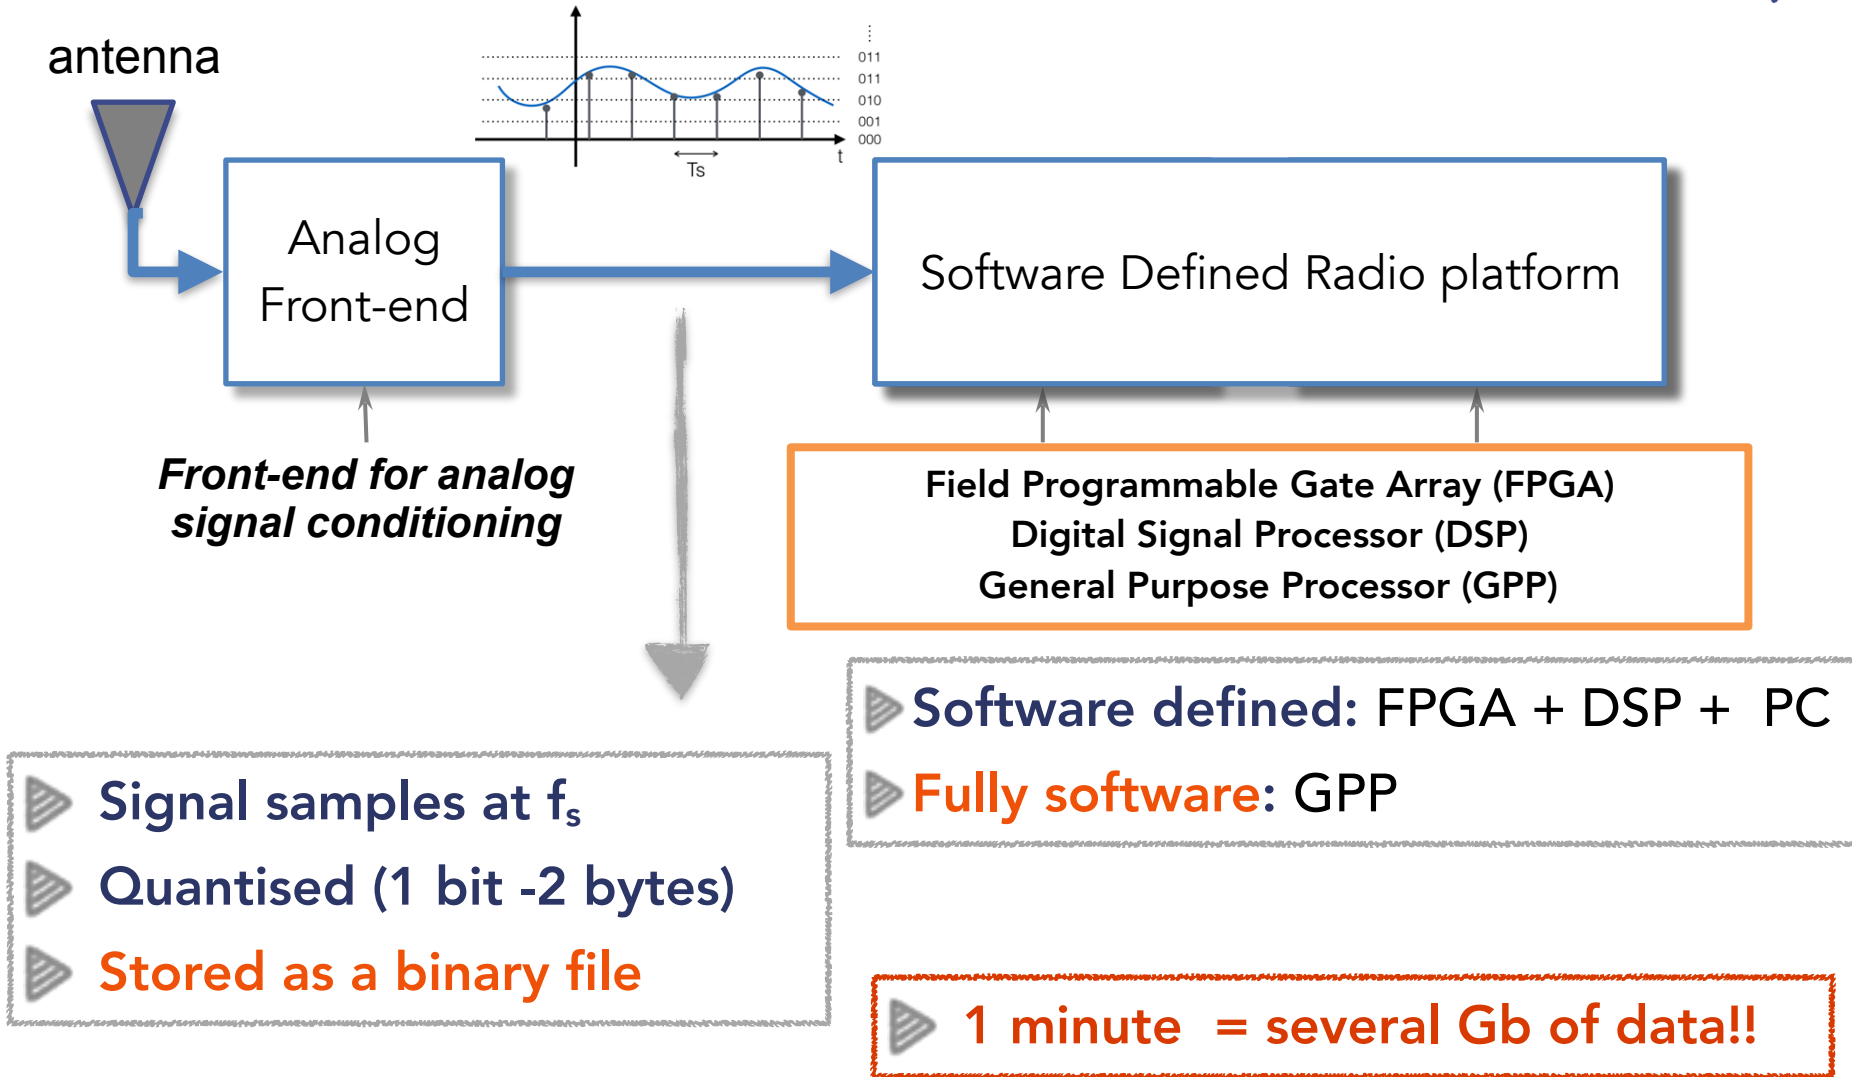 antenna
⋮
011
011
010
001
000
t
Ts
Analog
Front-end
Software Defined Radio platform
Front-end for analog
signal conditioning
Field Programmable Gate Array (FPGA)
Digital Signal Processor (DSP)
General Purpose Processor (GPP)
Software defined: FPGA + DSP + PC
Fully software: GPP
Signal samples at fs
Quantised (1 bit -2 bytes)
Stored as a binary file
1 minute = several Gb of data!!